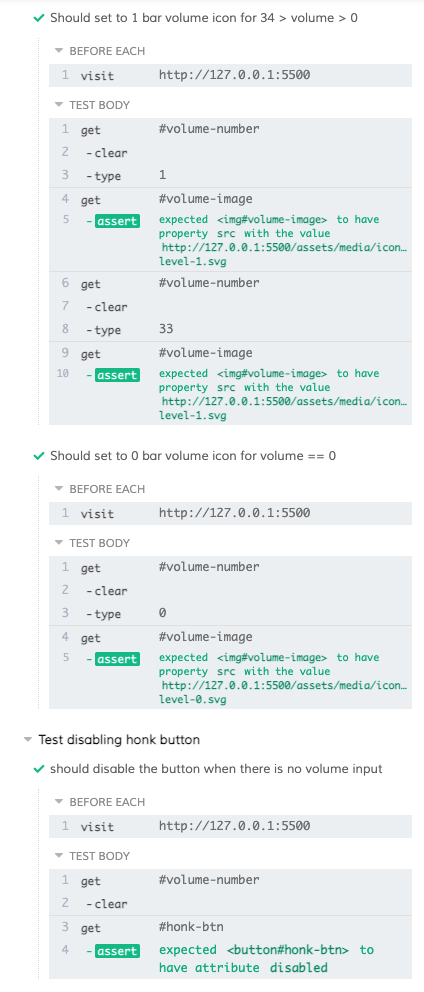 Should set to 1 bar volume icon for 34 > volume > 0
BEFORE EACH
1 visit http://127.0.0.1:5500
TEST BODY
1 get #volume-number
2 -clear
3 -type 1
4 get #volume-image
5 -assert expected <img#volume-image> to have
property src with the value
http://127.0.0.1:5500/assets/media/icon…
level-1.svg
6 get #volume-number
7 -clear
8 -type 33
9 get #volume-image
10 -assert expected <img#volume-image> to have
property src with the value
http://127.0.0.1:5500/assets/media/icon…
level-1.svg
Should set to 0 bar volume icon for volume == 0
BEFORE EACH
1 visit http://127.0.0.1:5500
TEST BODY
1 get #volume-number
2 -clear
3 -type 0
4 get #volume-image
5 -assert expected <img#volume-image> to have
property src with the value
http://127.0.0.1:5500/assets/media/icon…
level-0.svg
Test disabling honk button
should disable the button when there is no volume input
BEFORE EACH
1 visit http://127.0.0.1:5500
TEST BODY
1 get #volume-number
2 -clear
3 get #honk-btn
4 -assert expected <button#honk-btn> to
have attribute disabled